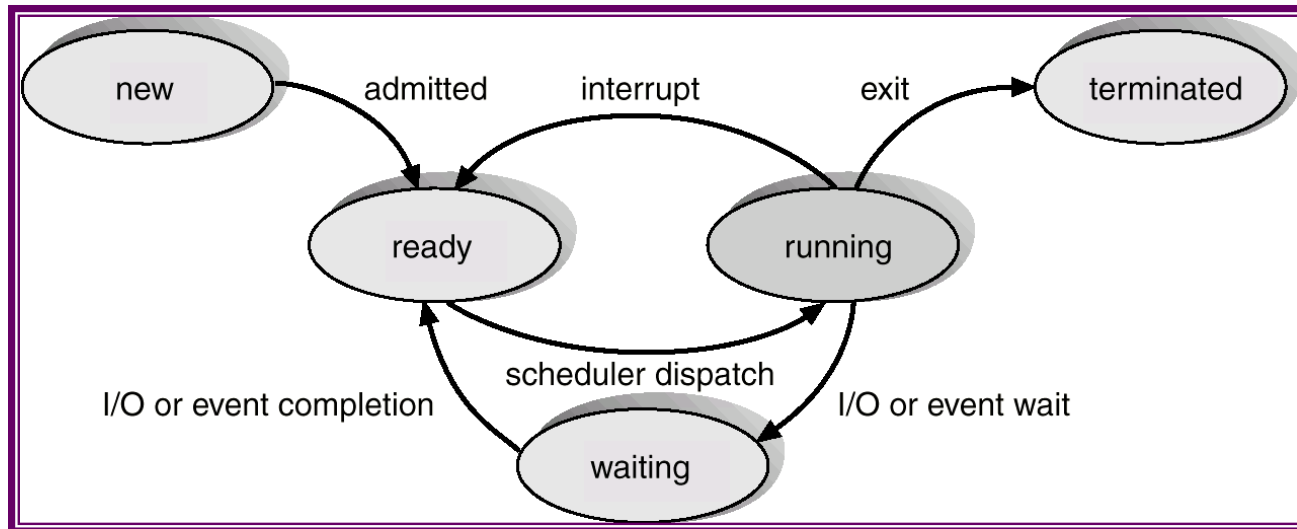 new
admitted
interrupt
exit
terminated
ready
running
scheduler dispatch
I/O or event completion
I/O or event wait
waiting